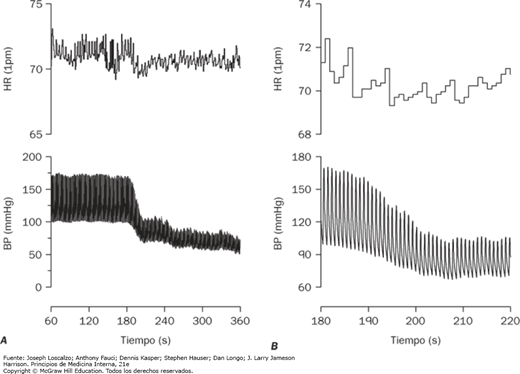 75
70
65
HR (1pm)
200
150
100
50
0
BP (mmHg)
60 120 180 240 300 360
A Tiempo (s)
74
72
70
68
HR (1pm)
180
150
120
90
60
BP (mmHg)
180 190 200 210 220
B Tiempo (s)
Fuente: Joseph Loscalzo; Anthony Fauci; Dennis Kasper; Stephen Hauser; Dan Longo; J. Larry Jameson
Harrison. Principios de Medicina Interna, 21e
Copyright © McGraw Hill Education. Todos los derechos reservados.